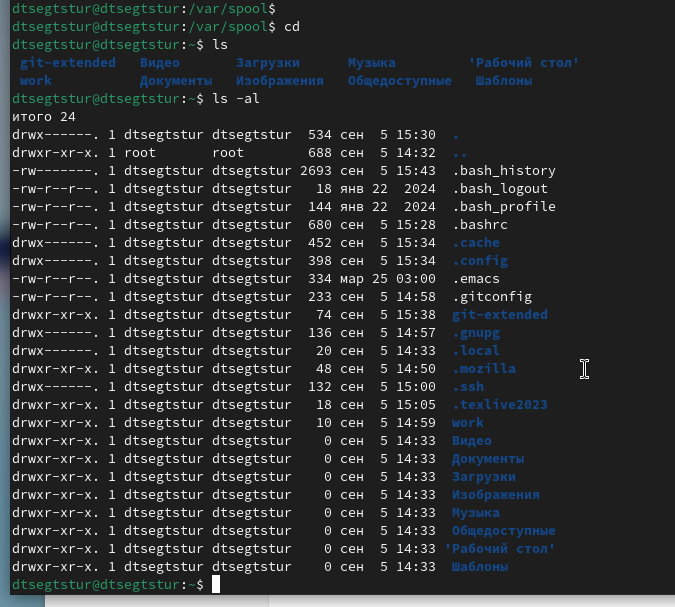 dtsegtstur@dtsegtstur:/var/spool$
dtsegtstur@dtsegtstur:/var/spool$ cd
dtsegtstur@dtsegtstur:~$ ls
git-extended Видео Загрузки Музыка 'Рабочий стол'
work Документы Изображения Общедоступные Шаблоны
dtsegtstur@dtsegtstur:~$ ls -al
итого 24
drwx------. 1 dtsegtstur dtsegtstur 534 сен 5 15:30 .
drwxr-xr-x. 1 root root 688 сен 5 14:32 ..
-rw-------. 1 dtsegtstur dtsegtstur 2693 сен 5 15:43 .bash_history
-rw-r--r--. 1 dtsegtstur dtsegtstur 18 янв 22 2024 .bash_logout
-rw-r--r--. 1 dtsegtstur dtsegtstur 144 янв 22 2024 .bash_profile
-rw-r--r--. 1 dtsegtstur dtsegtstur 680 сен 5 15:28 .bashrc
drwx------. 1 dtsegtstur dtsegtstur 452 сен 5 15:34 .cache
drwx------. 1 dtsegtstur dtsegtstur 398 сен 5 15:34 .config
-rw-r--r--. 1 dtsegtstur dtsegtstur 334 мар 25 03:00 .emacs
-rw-r--r--. 1 dtsegtstur dtsegtstur 233 сен 5 14:58 .gitconfig
drwxr-xr-x. 1 dtsegtstur dtsegtstur 74 сен 5 15:38 git-extended
drwx------. 1 dtsegtstur dtsegtstur 136 сен 5 14:57 .gnupg
drwx------. 1 dtsegtstur dtsegtstur 20 сен 5 14:33 .local
drwxr-xr-x. 1 dtsegtstur dtsegtstur 48 сен 5 14:50 .mozilla
drwx------. 1 dtsegtstur dtsegtstur 132 сен 5 15:00 .ssh
drwxr-xr-x. 1 dtsegtstur dtsegtstur 18 сен 5 15:05 .texlive2023
drwxr-xr-x. 1 dtsegtstur dtsegtstur 10 сен 5 14:59 work
drwxr-xr-x. 1 dtsegtstur dtsegtstur 0 сен 5 14:33 Видео
drwxr-xr-x. 1 dtsegtstur dtsegtstur 0 сен 5 14:33 Документы
drwxr-xr-x. 1 dtsegtstur dtsegtstur 0 сен 5 14:33 Загрузки
drwxr-xr-x. 1 dtsegtstur dtsegtstur 0 сен 5 14:33 Изображения
drwxr-xr-x. 1 dtsegtstur dtsegtstur 0 сен 5 14:33 Музыка
drwxr-xr-x. 1 dtsegtstur dtsegtstur 0 сен 5 14:33 Общедоступные
drwxr-xr-x. 1 dtsegtstur dtsegtstur 0 сен 5 14:33 'Рабочий стол'
drwxr-xr-x. 1 dtsegtstur dtsegtstur 0 сен 5 14:33 Шаблоны
dtsegtstur@dtsegtstur:~$